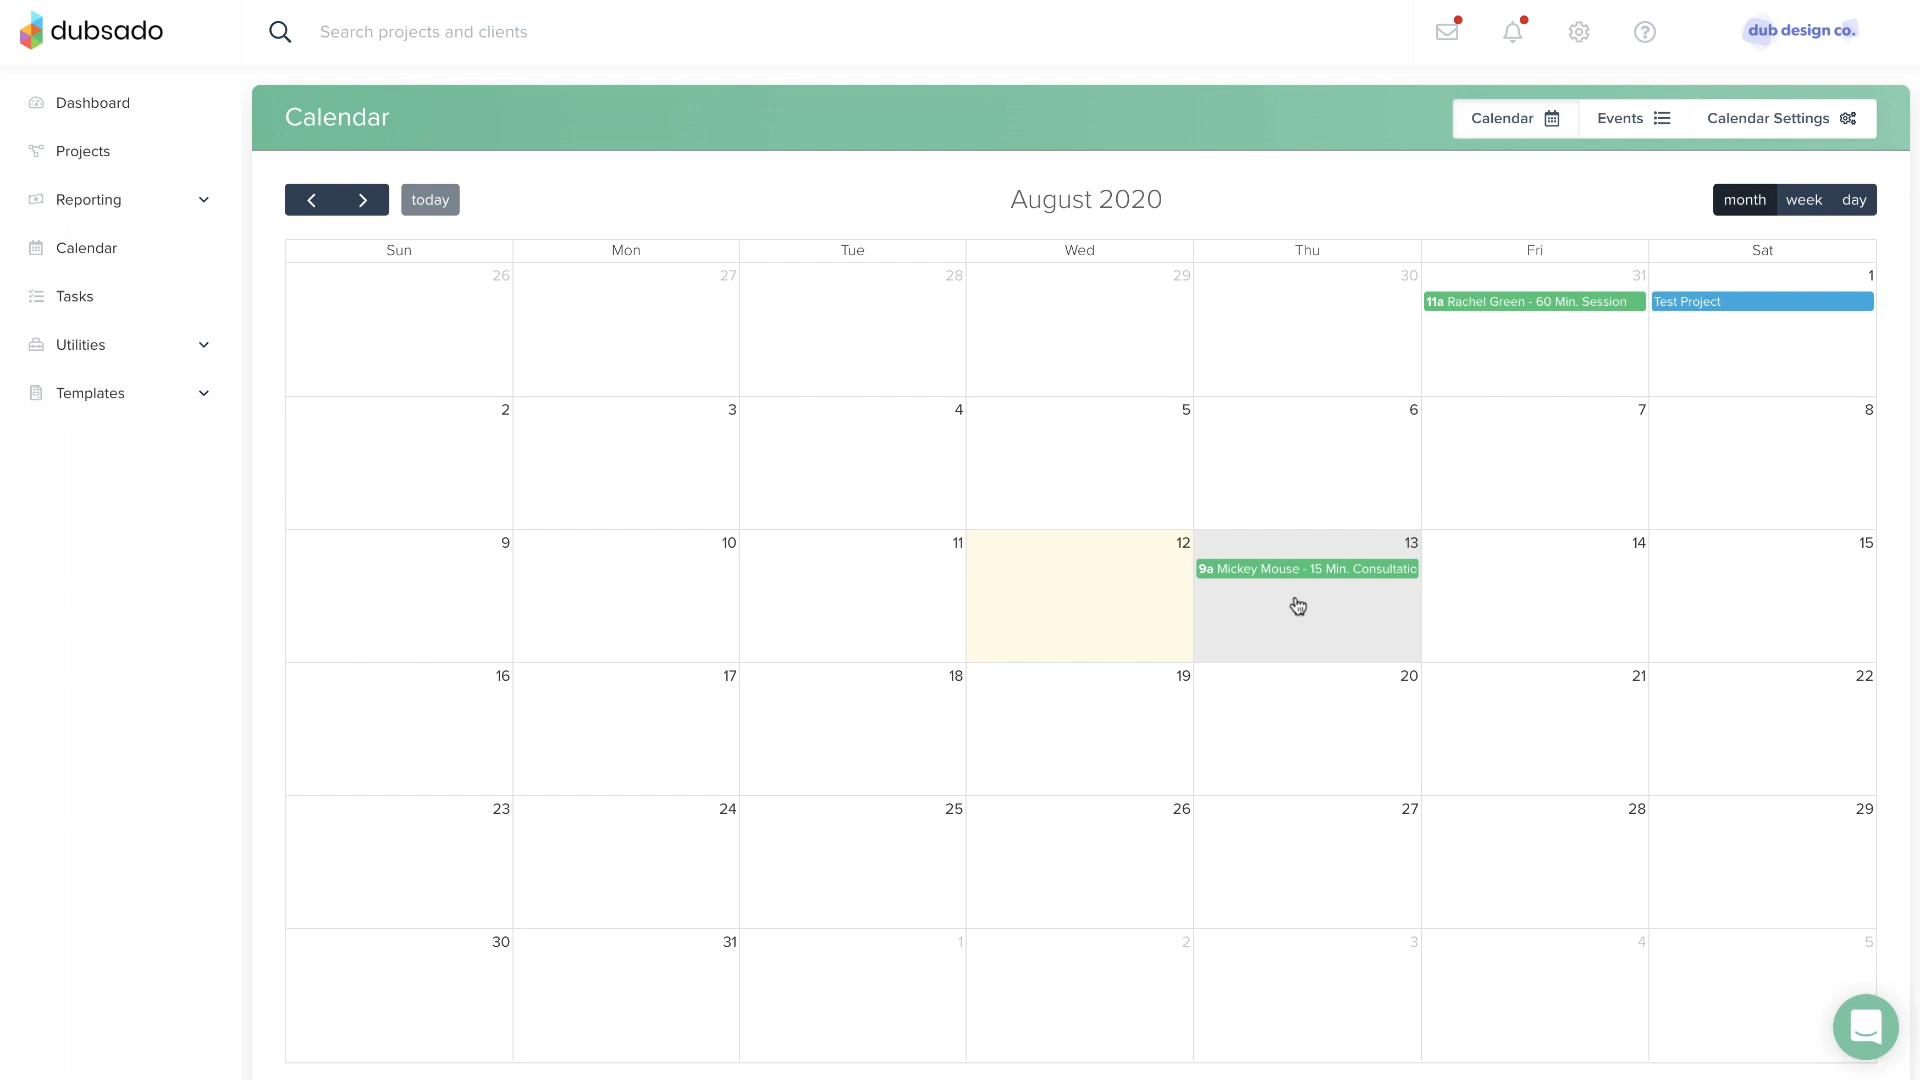 dubsado
Search projects and clients
dub design co.
Dashboard
Projects
Reporting
Calendar
Tasks
Utilities
Templates
Calendar
Calendar
Events
Calendar Settings
today
August 2020
month week day
Sun Mon Tue Wed Thu Fri Sat
26 27 28 29 30 31 1
11a Rachel Green - 60 Min. Session
Test Project
2 3 4 5 6 7 8
9 10 11 12 13 14 15
9a Mickey Mouse - 15 Min. Consultatic
16 17 18 19 20 21 22
23 24 25 26 27 28 29
30 31 1 2 3 4 5